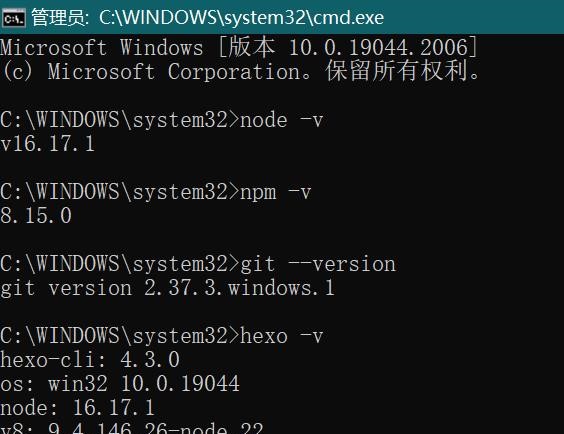 管理员: C:\WINDOWS\system32\cmd.exe
Microsoft Windows [版本 10.0.19044.2006]
(c) Microsoft Corporation。保留所有权利。
C:\WINDOWS\system32>node -v
v16.17.1
C:\WINDOWS\system32>npm -v
8.15.0
C:\WINDOWS\system32>git --version
git version 2.37.3.windows.1
C:\WINDOWS\system32>hexo -v
hexo-cli: 4.3.0
os: win32 10.0.19044
node: 16.17.1
v8: 9.4.146.26-node.22